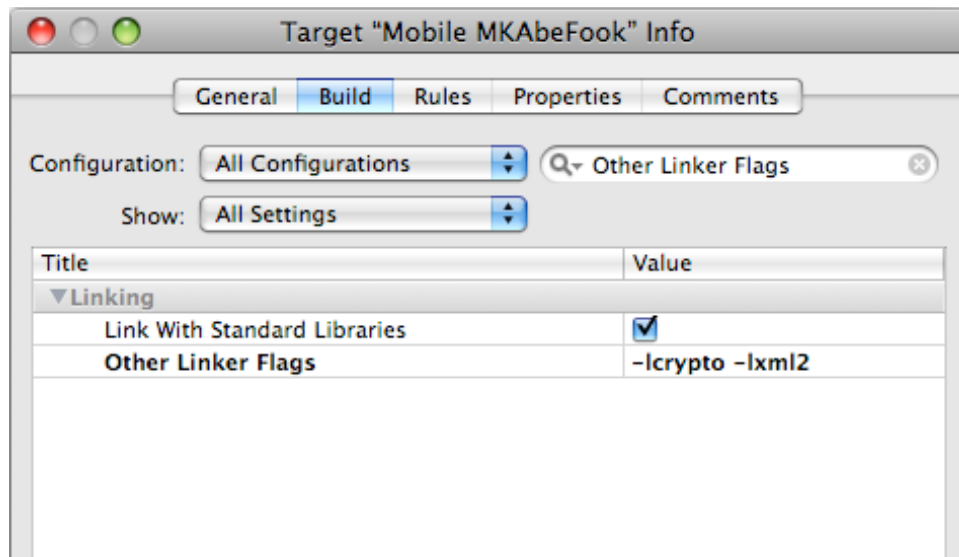 Target “Mobile MKAbeFook” Info
General Build Rules Properties Comments
Configuration: All Configurations Other Linker Flags
Show: All Settings
Title Value
Linking
Link With Standard Libraries
Other Linker Flags -lcrypto -lxml2